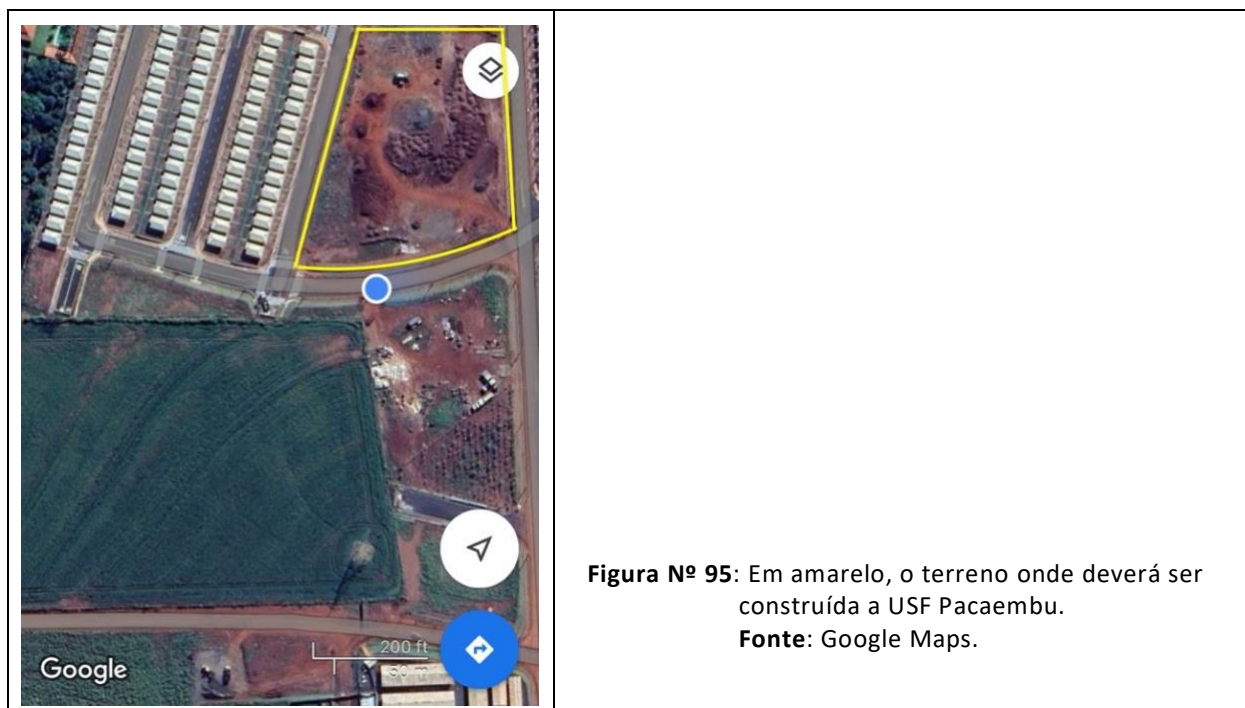 200 ft
50 m
Google
Figura Nº 95: Em amarelo, o terreno onde deverá ser
construída a USF Pacaembu.
Fonte: Google Maps.